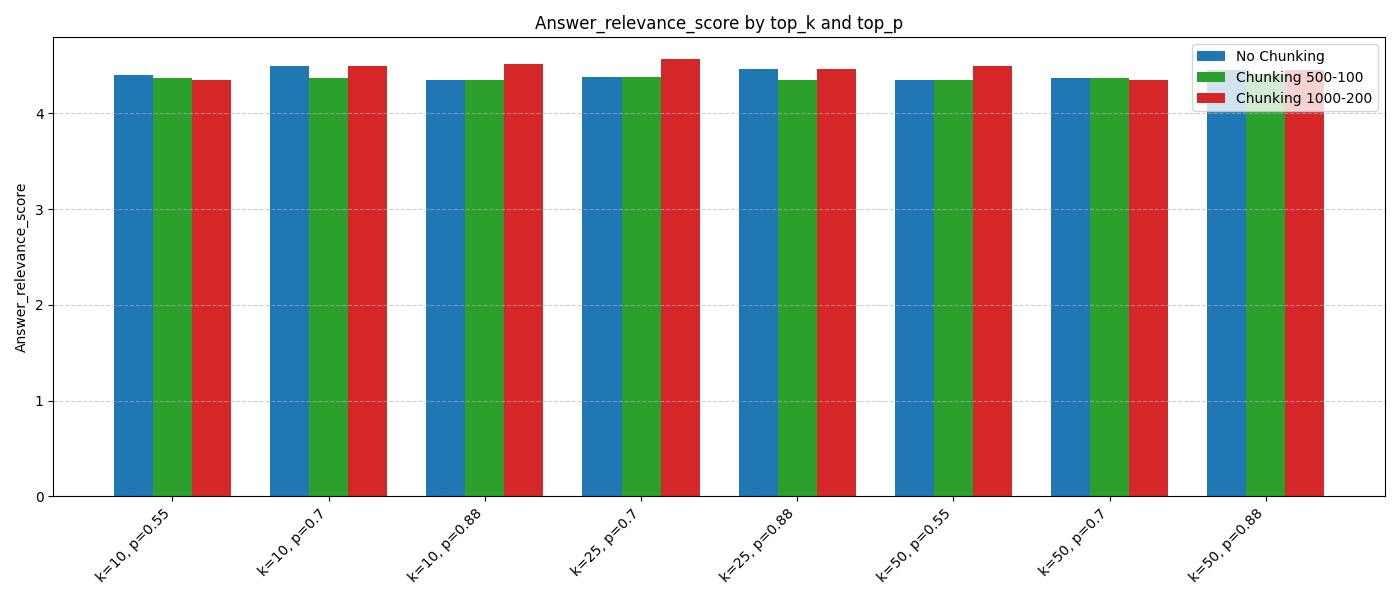 Answer_relevance_score by top_k and top_p
No Chunking
Chunking 500-100
Chunking 1000-200
Answer_relevance_score
4
3
2
1
0
k=10, p=0.55
k=10, p=0.7
k=10, p=0.88
k=25, p=0.7
k=25, p=0.88
k=50, p=0.55
k=50, p=0.7
k=50, p=0.88